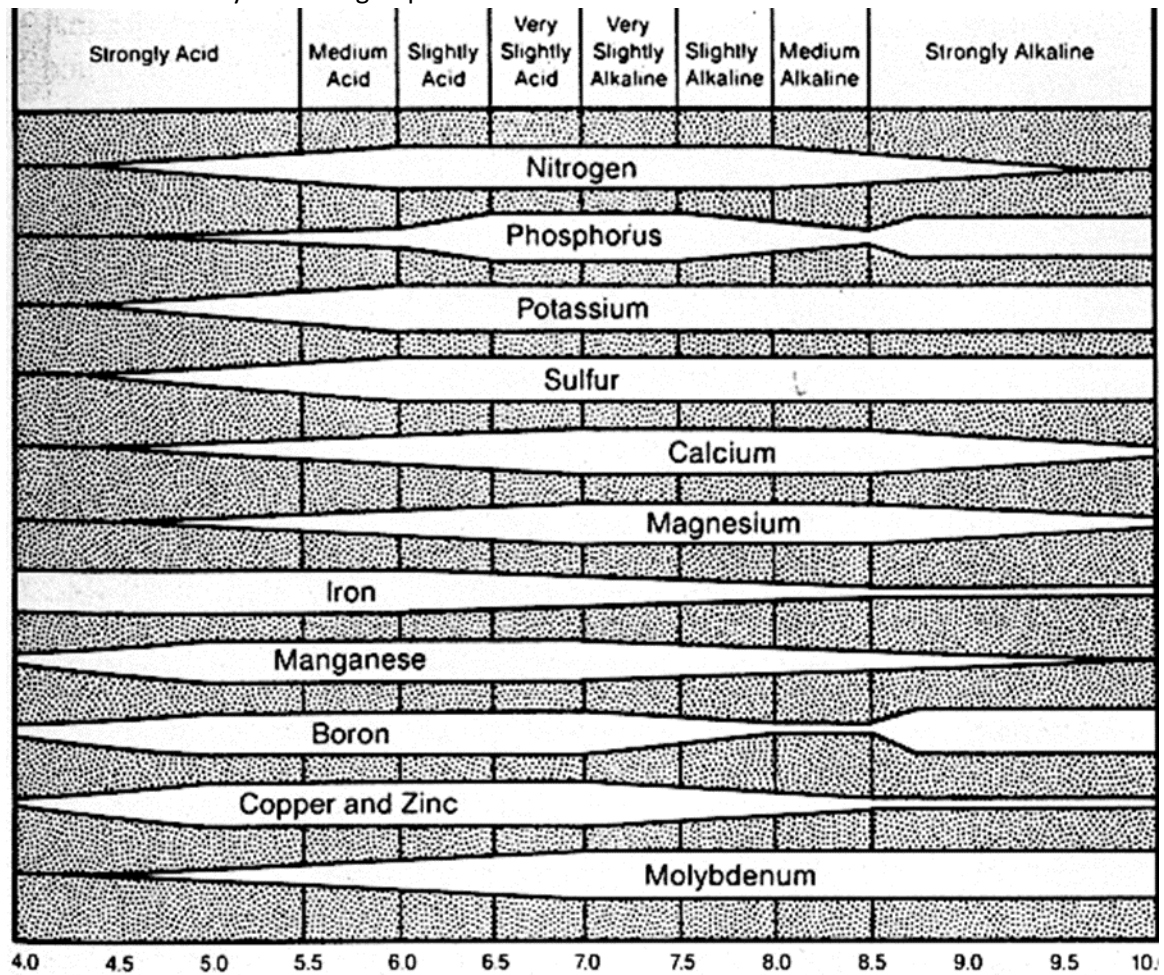 Strongly Acid
Medium
Acid
Slightly
Acid
Very
Slightly
Acid
Very
Slightly
Alkaline
Slightly
Alkaline
Medium
Alkaline
Strongly Alkaline
Nitrogen
Phosphorus
Potassium
Sulfur
Calcium
Magnesium
Iron
Manganese
Boron
Copper and Zinc
Molybdenum
4.0 4.5 5.0 5.5 6.0 6.5 7.0 7.5 8.0 8.5 9.0 9.5 10.